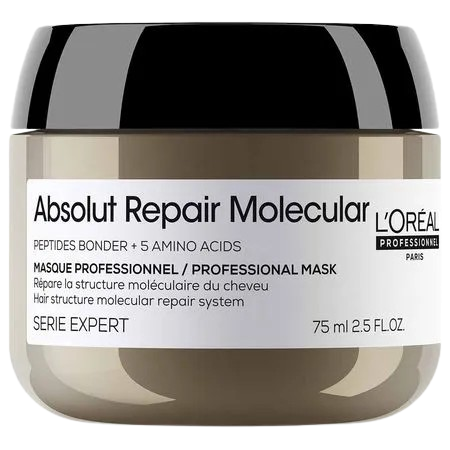 Absolut Repair Molecular
L'ORÉAL
PROFESSIONNEL
PARIS
PEPTIDES BONDER + 5 AMINO ACIDS
MASQUE PROFESSIONNEL / PROFESSIONAL MASK
Répare la structure moléculaire du cheveu
Hair structure molecular repair system
SERIE EXPERT
75 ml 2.5 FL.OZ.